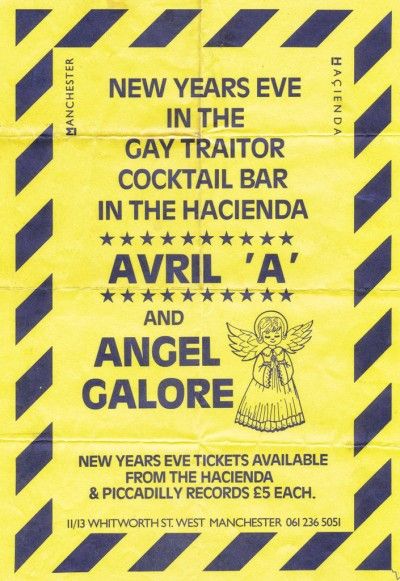 MANCHESTER
HAÇIENDA
NEW YEARS EVE
IN THE
GAY TRAITOR
COCKTAIL BAR
IN THE HACIENDA
★★★★★★★★★★
AVRIL 'A'
★★★★★★★★★★
AND
ANGEL
GALORE
NEW YEARS EVE TICKETS AVAILABLE
FROM THE HACIENDA
& PICCADILLY RECORDS £5 EACH.
11/13 WHITWORTH ST. WEST MANCHESTER 061 236 5051